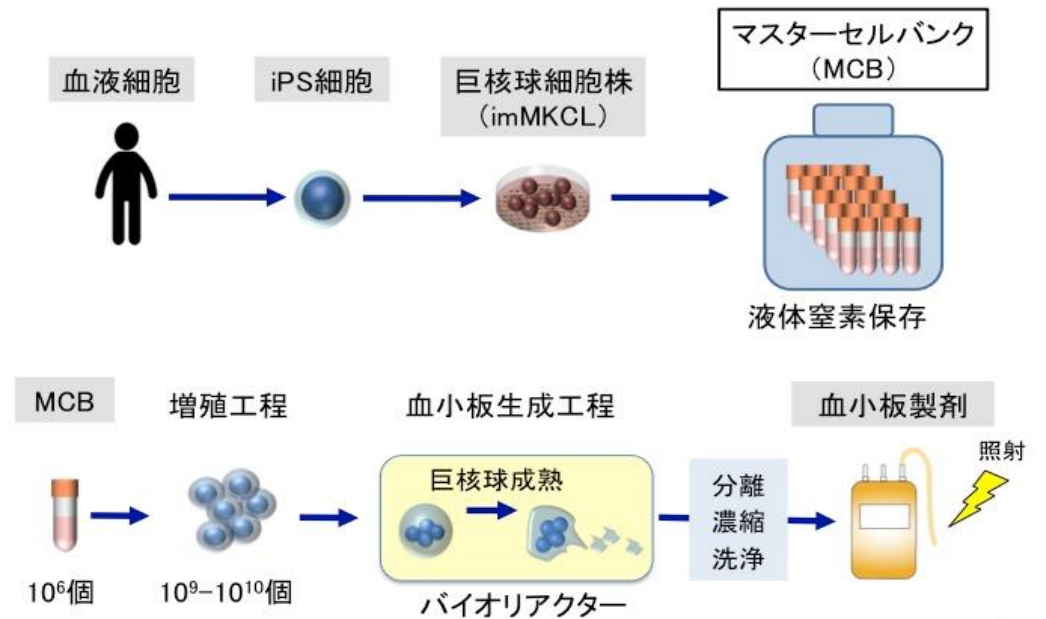 血液細胞
iPS細胞
巨核球細胞株
（imMKCL）
マスターセルバンク
（MCB）
液体窒素保存
MCB
増殖工程
血小板生成工程
血小板製剤
巨核球成熟
分離
濃縮
洗浄
照射
10⁶個
10⁹−10¹⁰個
バイオリアクター